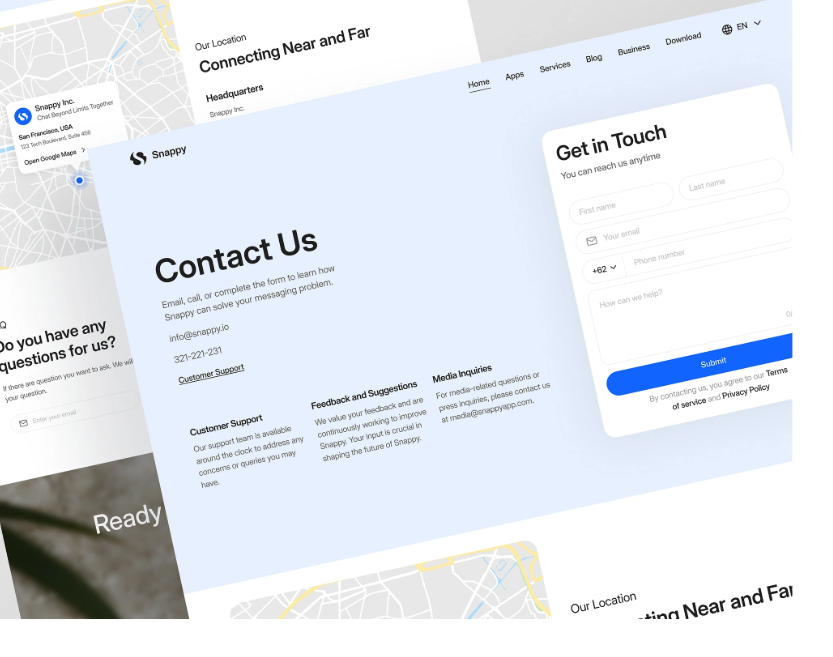 Our Location
Connecting Near and Far
Headquarters
Snappy Inc.
Snappy Inc.
Chat Beyond Limits Together
San Francisco, USA
123 Tech Boulevard, Suite 456
Open Google Maps
Do you have any
questions for us?
If there are question you want to ask. We will
your question.
Enter your email
Ready
Snappy
Home
Apps
Services
Blog
Business
Download
EN
Contact Us
Email, call, or complete the form to learn how
Snappy can solve your messaging problem.
info@snappy.io
321-221-231
Customer Support
Customer Support
Our support team is available
around the clock to address any
concerns or queries you may
have.
Feedback and Suggestions
We value your feedback and are
continuously working to improve
Snappy. Your input is crucial in
shaping the future of Snappy.
Media Inquiries
For media-related questions or
press inquiries, please contact us
at media@snappyapp.com.
Get in Touch
You can reach us anytime
First name
Last name
Your email
+62
Phone number
How can we help?
Submit
By contacting us, you agree to our Terms
of service and Privacy Policy
Our Location
Near and Far